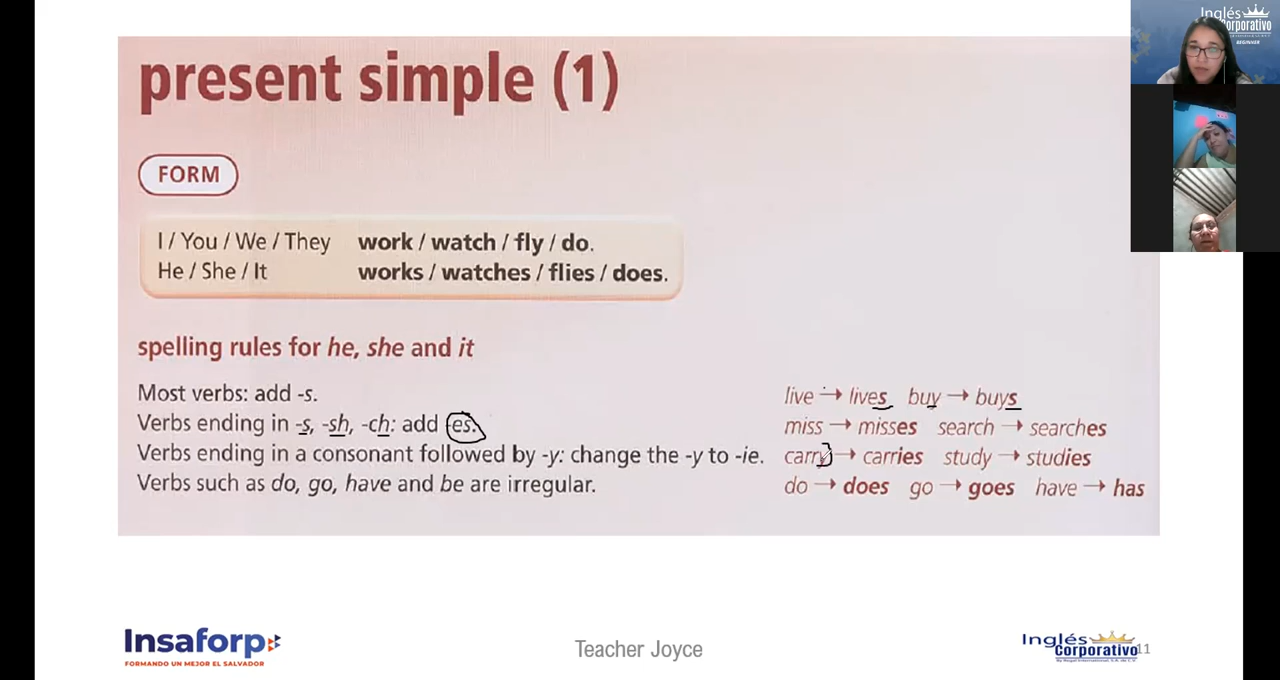 Inglés
Corporativo
BEGINNER
present simple (1)
FORM
I / You / We / They work / watch / fly / do.
He / She / It works / watches / flies / does.
spelling rules for he, she and it
Most verbs: add -s. live → lives buy → buys
Verbs ending in -s, -sh, -ch: add -es. miss → misses search → searches
Verbs ending in a consonant followed by -y: change the -y to -ie. carry → carries study → studies
Verbs such as do, go, have and be are irregular. do → does go → goes have → has
Insaforp
FORMANDO UN MEJOR EL SALVADOR
Teacher Joyce
Inglés
Corporativo
11